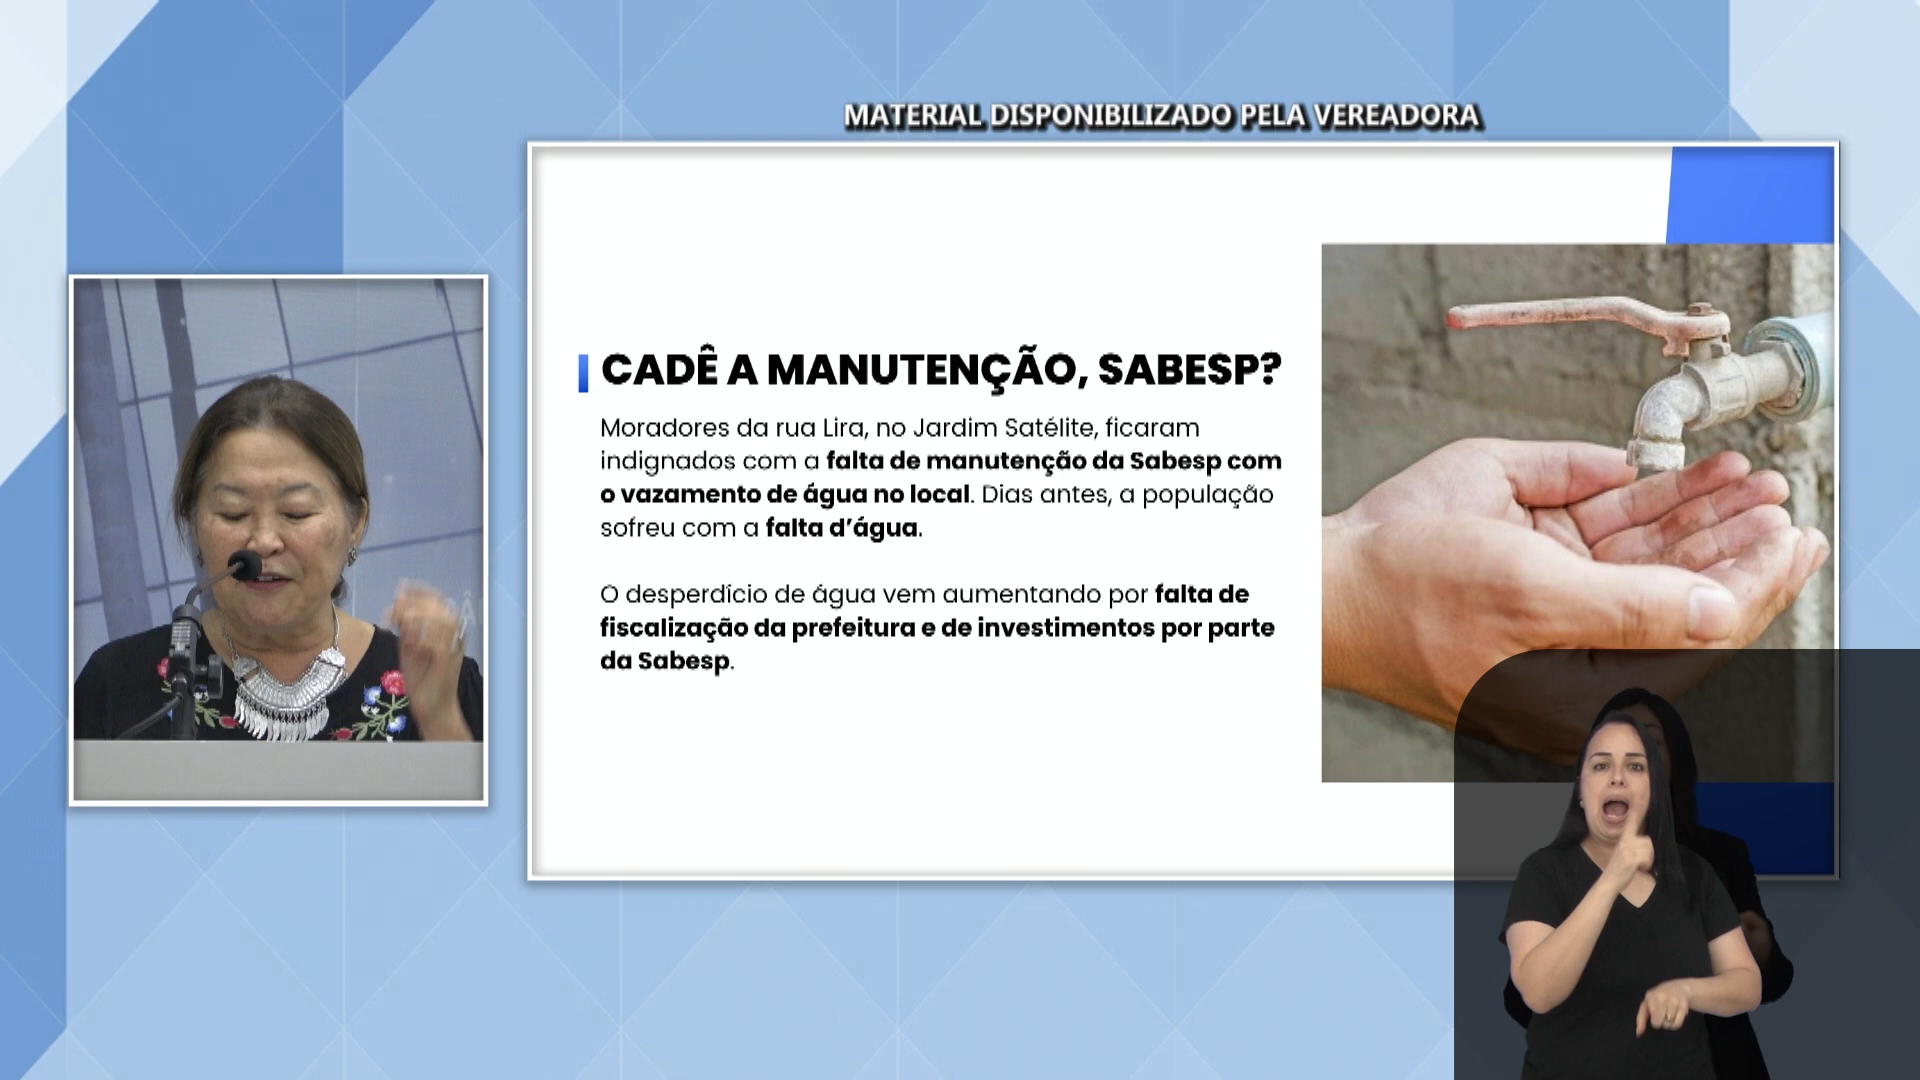 MATERIAL DISPONIBILIZADO PELA VEREADORA
CADÊ A MANUTENÇÃO, SABESP?
Moradores da rua Lira, no Jardim Satélite, ficaram
indignados com a falta de manutenção da Sabesp com
o vazamento de água no local. Dias antes, a população
sofreu com a falta d’água.
O desperdício de água vem aumentando por falta de
fiscalização da prefeitura e de investimentos por parte
da Sabesp.